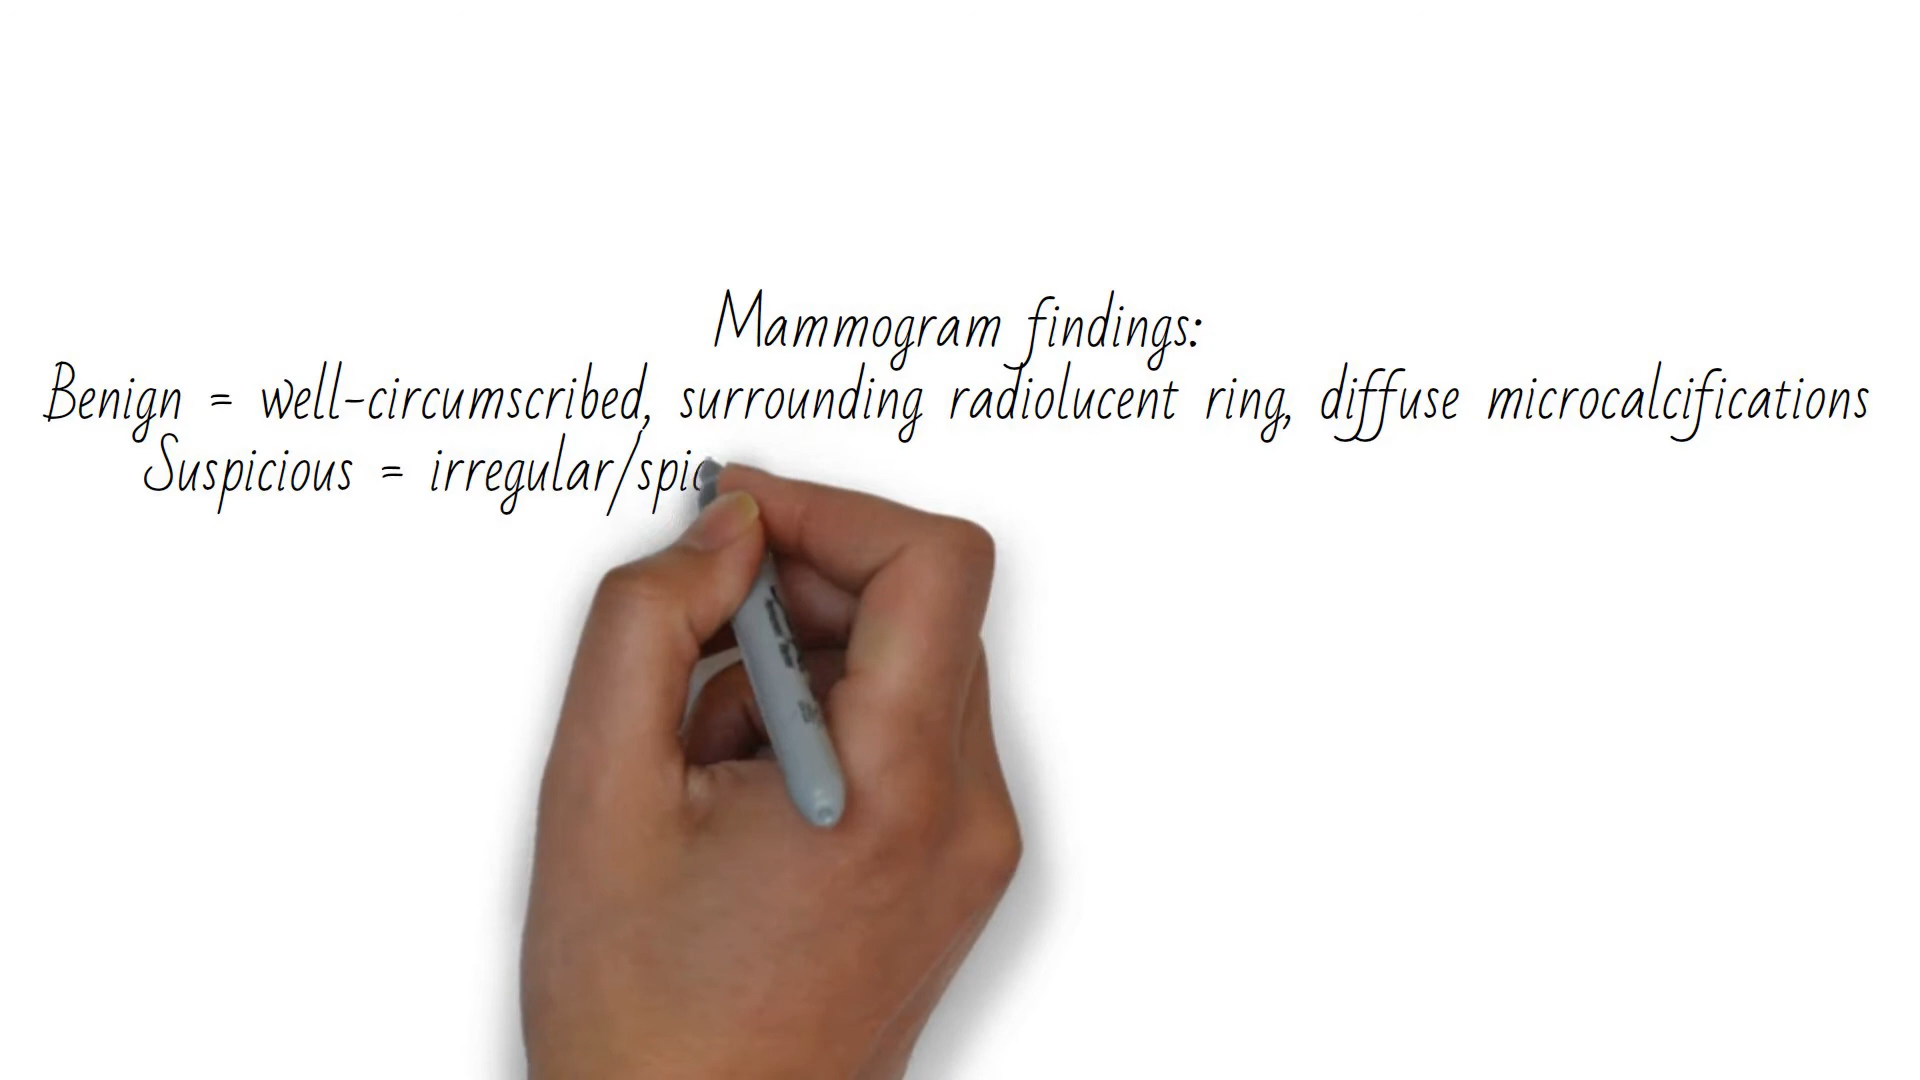 Mammogram findings:
Benign = well-circumscribed, surrounding radiolucent ring, diffuse microcalcifications
Suspicious = irregular/spic